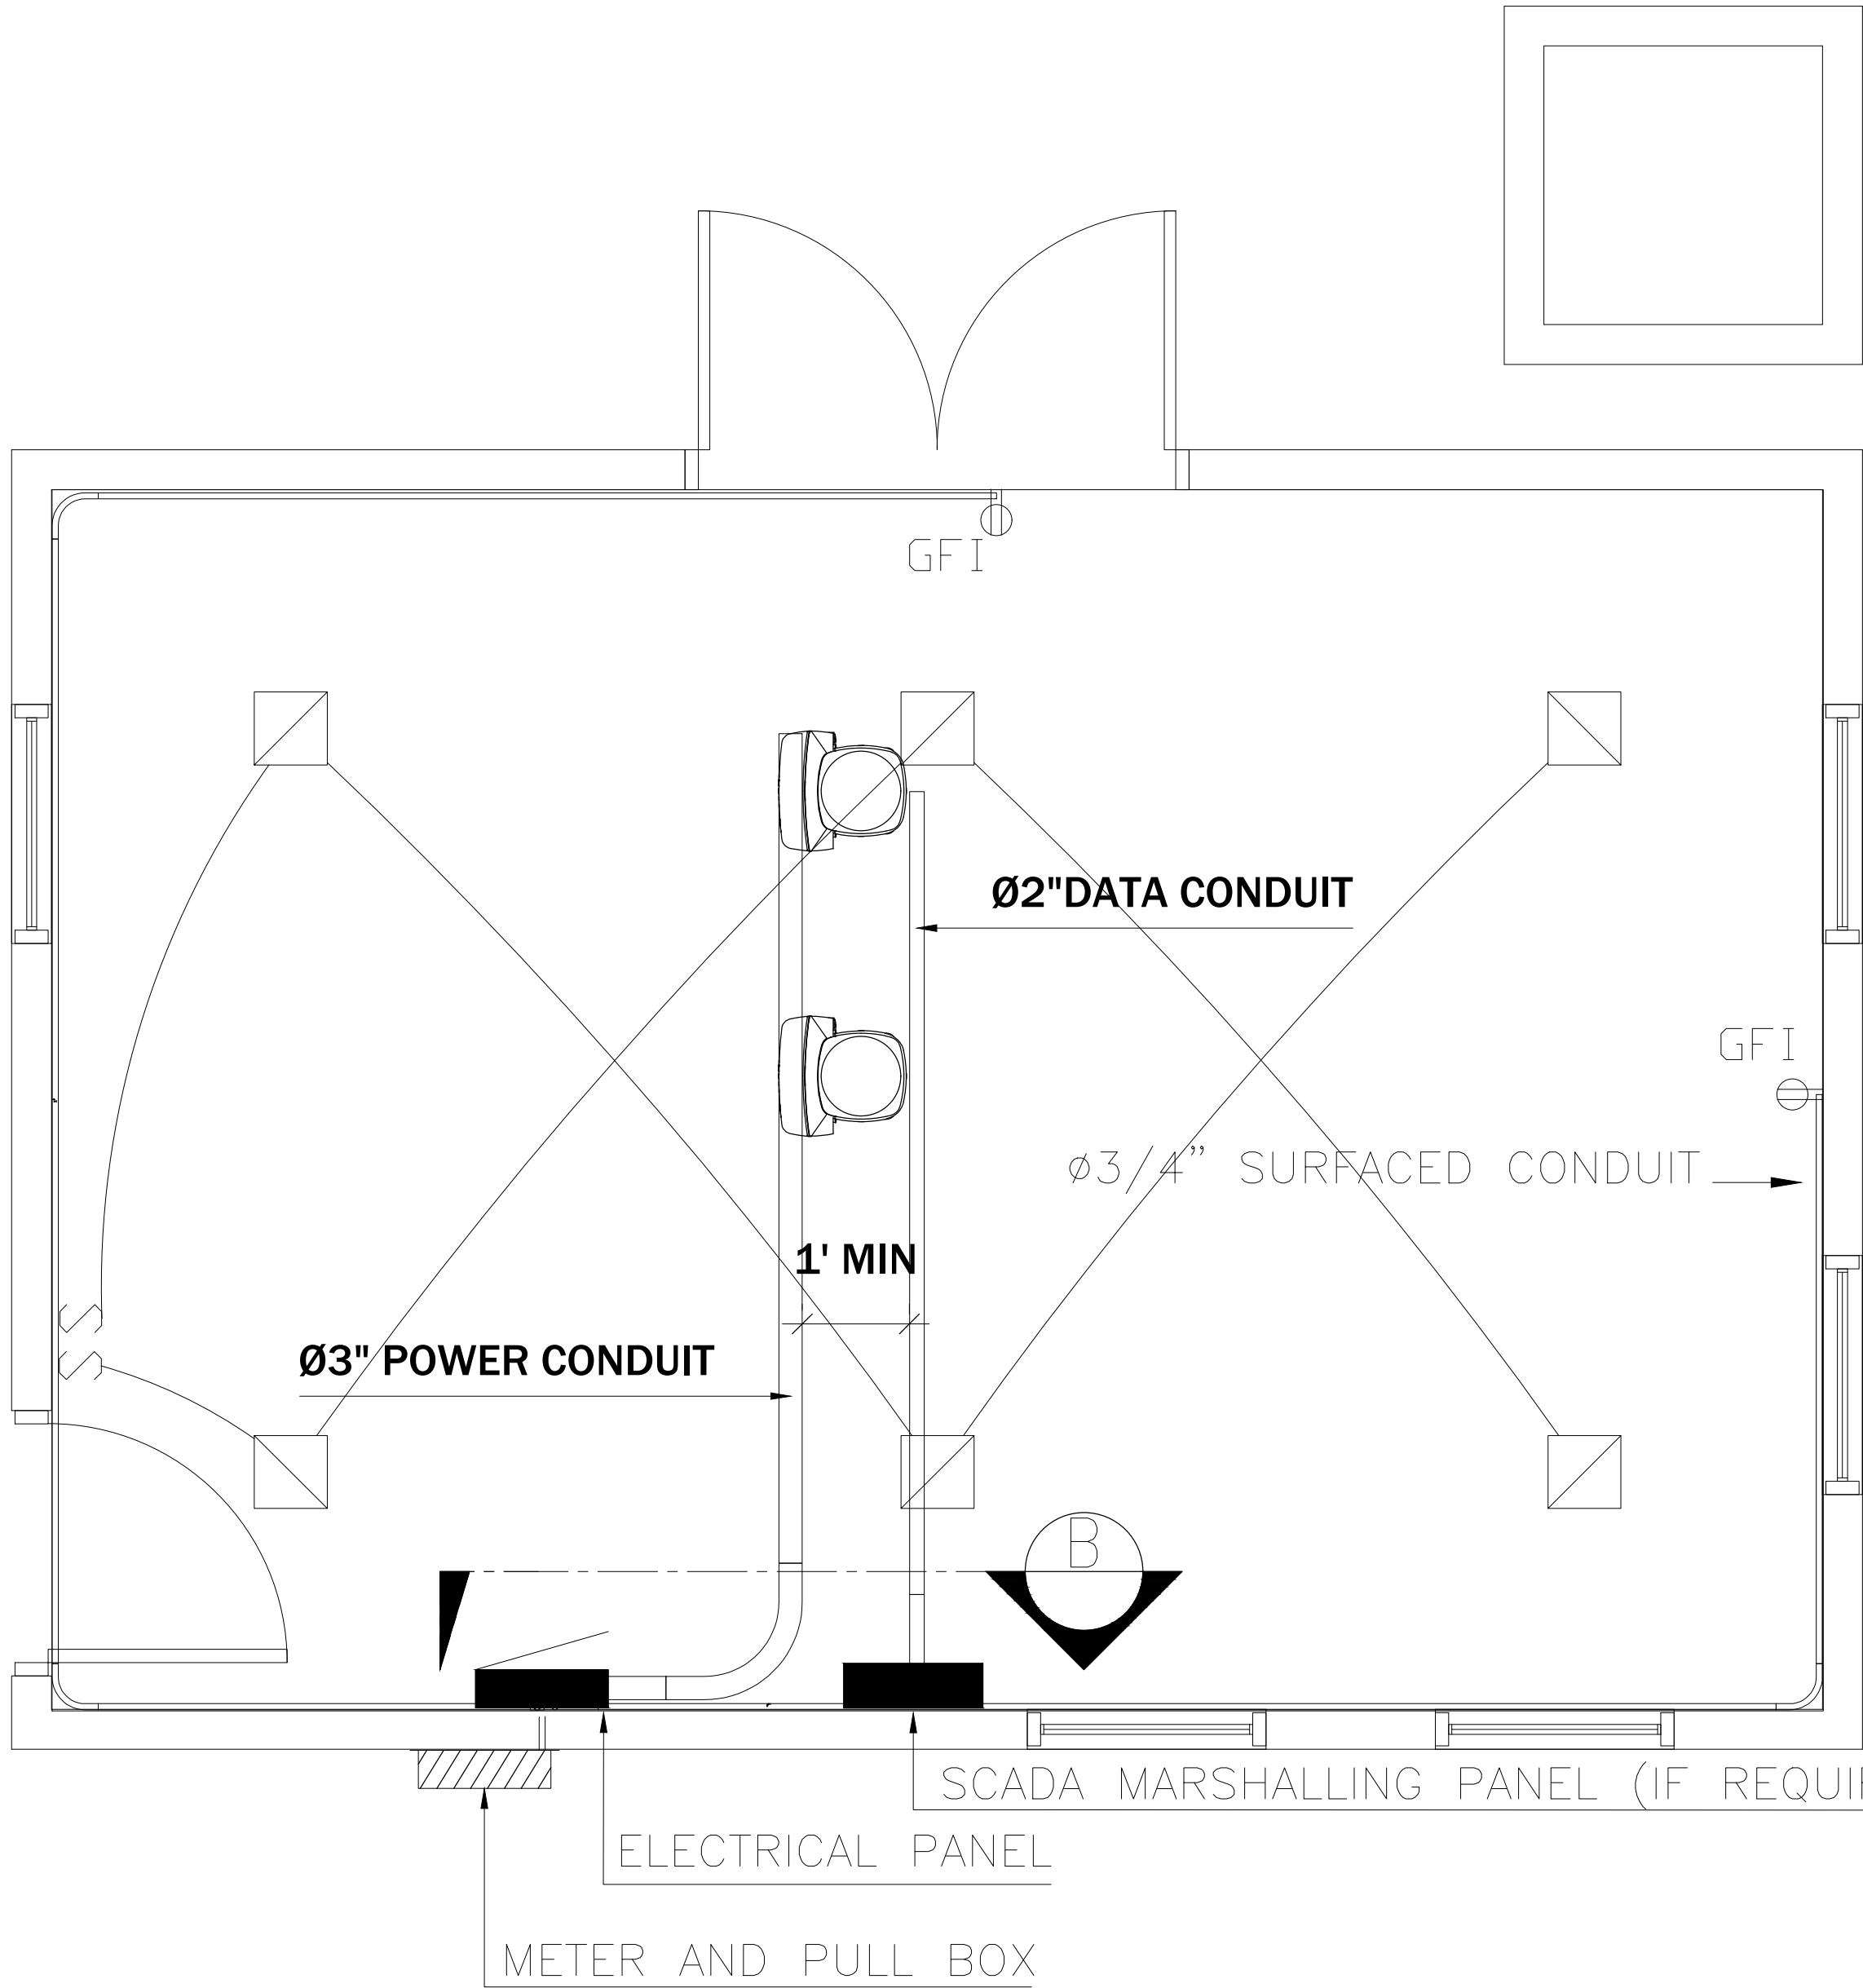 GFI
Ø2"DATA CONDUIT
GFI
ø3/4” SURFACED CONDUIT
1' MIN
Ø3" POWER CONDUIT
B
SCADA MARSHALLING PANEL (IF
ELECTRICAL PANEL
METER AND PULL BOX